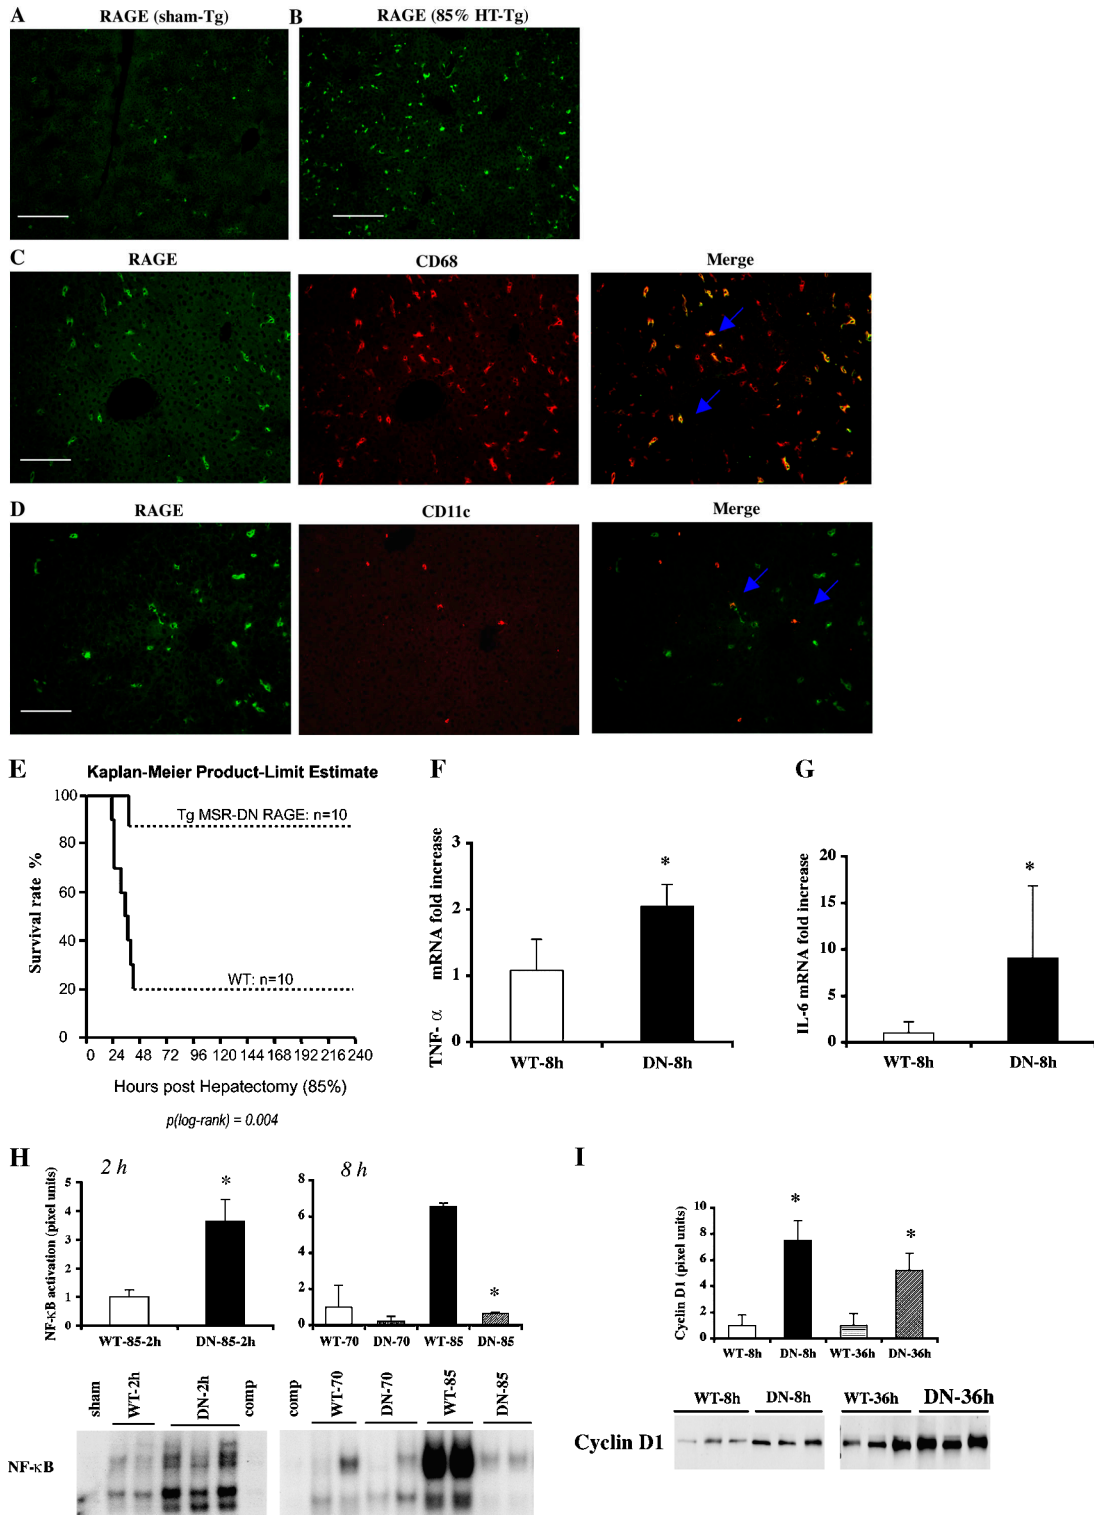 A RAGE (sham-Tg) B RAGE (85% HT-Tg)
C RAGE CD68 Merge
D RAGE CD11c Merge
E Kaplan-Meier Product-Limit Estimate
Survival rate %
100
80
60
40
20
0
Tg MSR-DN RAGE: n=10
WT: n=10
0 24 48 72 96 120 144 168 192 216 240
Hours post Hepatectomy (85%)
p(log-rank) = 0.004
F
TNF- α mRNA fold increase
3
2
1
0
*
WT-8h DN-8h
G
IL-6 mRNA fold increase
20
15
10
5
0
*
WT-8h DN-8h
H
NF-κB activation (pixel units)
2 h
5
4
3
2
1
0
*
WT-85-2h DN-85-2h
8 h
8
6
4
2
0
*
WT-70 DN-70 WT-85 DN-85
sham WT-2h DN-2h comp
comp WT-70 DN-70 WT-85 DN-85
NF-κB
I
Cyclin D1 (pixel units)
10
8
6
4
2
0
* *
WT-8h DN-8h WT-36h DN-36h
WT-8h DN-8h WT-36h DN-36h
Cyclin D1